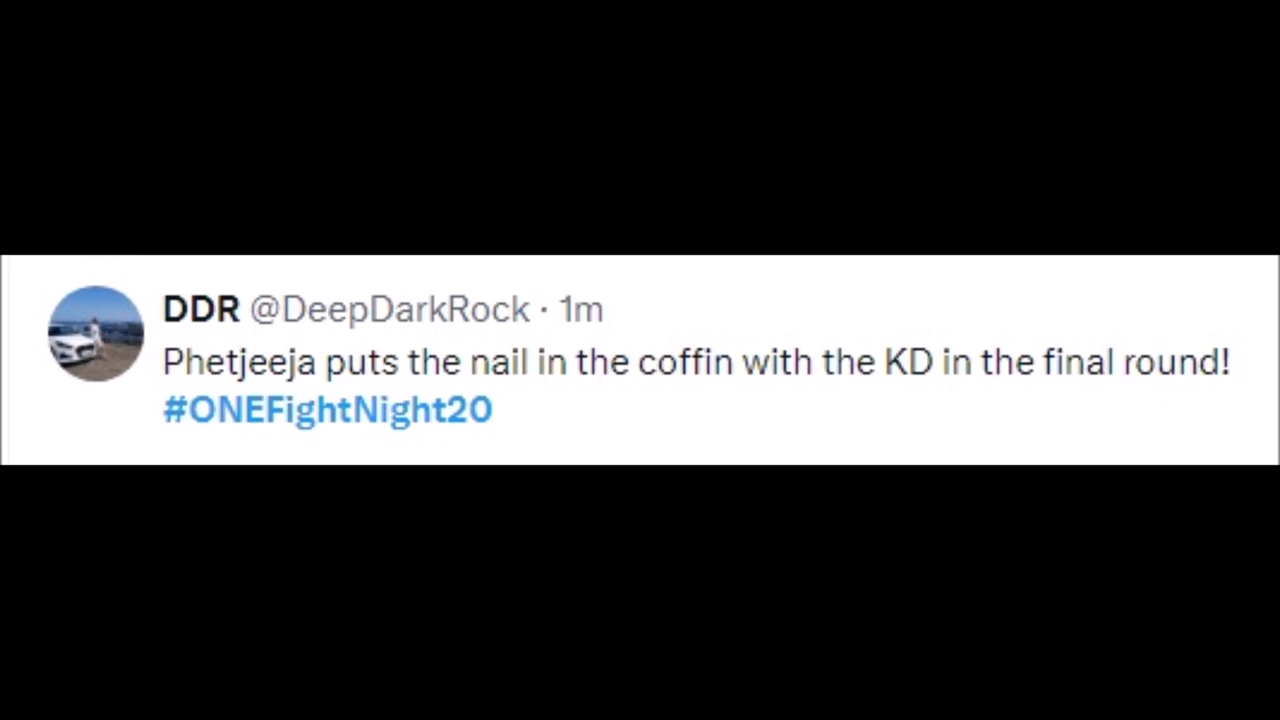 DDR @DeepDarkRock · 1m
Phetjeeja puts the nail in the coffin with the KD in the final round!
#ONEFightNight20